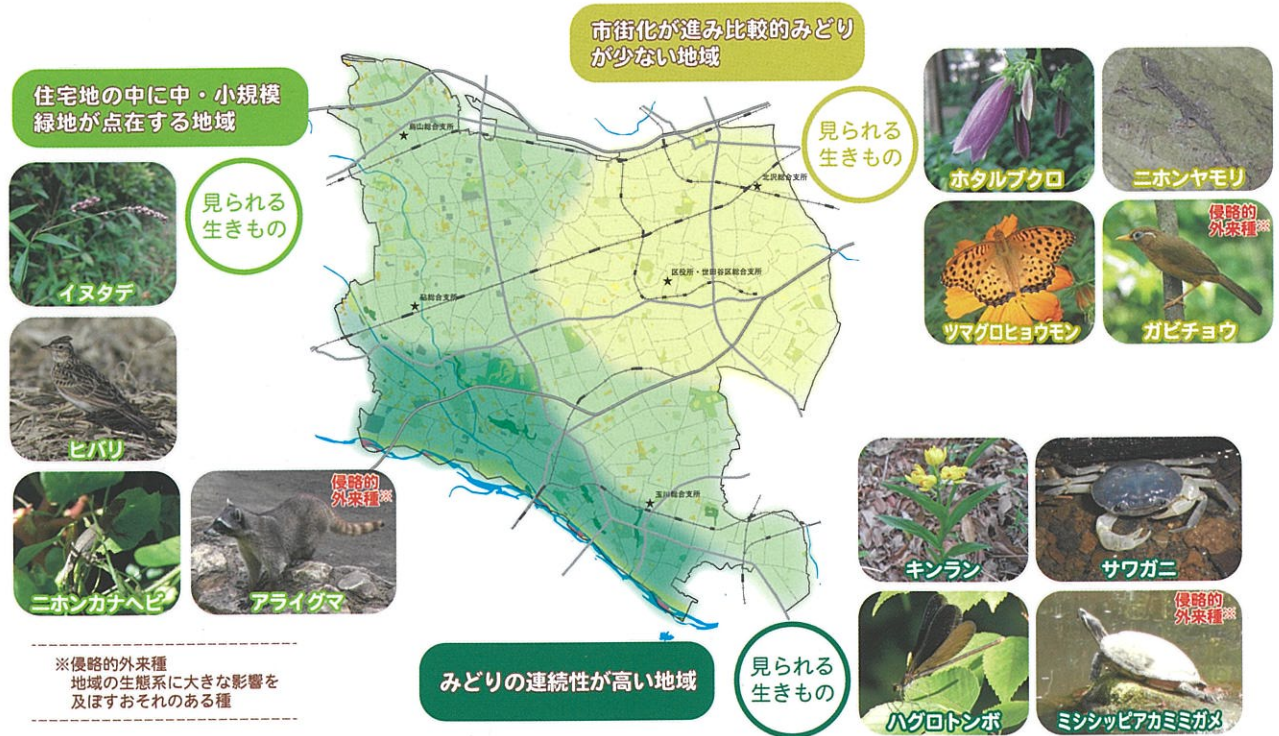 市街化が進み比較的みどり
が少ない地域
見られる
生きもの
ホタルブクロ
ニホンヤモリ
ツマグロヒョウモン
侵略的
外来種※
ガビチョウ
住宅地の中に中・小規模
緑地が点在する地域
見られる
生きもの
イヌタデ
ヒバリ
ニホンカナヘビ
侵略的
外来種※
アライグマ
烏山総合支所
北沢総合支所
区役所・世田谷区総合支所
砧総合支所
玉川総合支所
みどりの連続性が高い地域
見られる
生きもの
キンラン
サワガニ
ハグロトンボ
侵略的
外来種※
ミシシッピアカミミガメ
※侵略的外来種
地域の生態系に大きな影響を
及ぼすおそれのある種